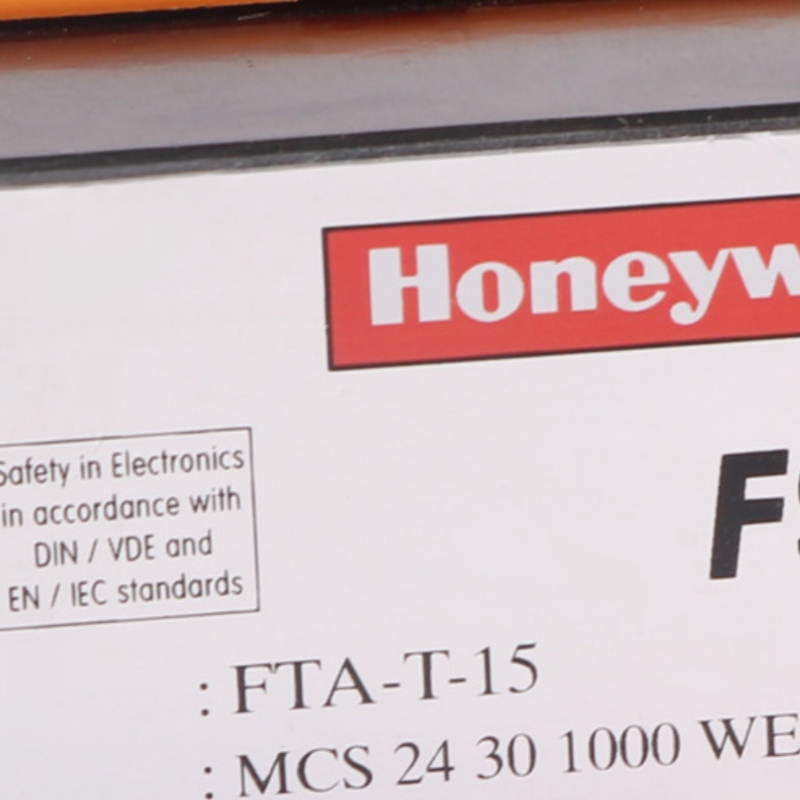 Honeyw
Safety in Electronics
in accordance with
DIN / VDE and
EN / IEC standards
: FTA-T-15
: MCS 24 30 1000 WE